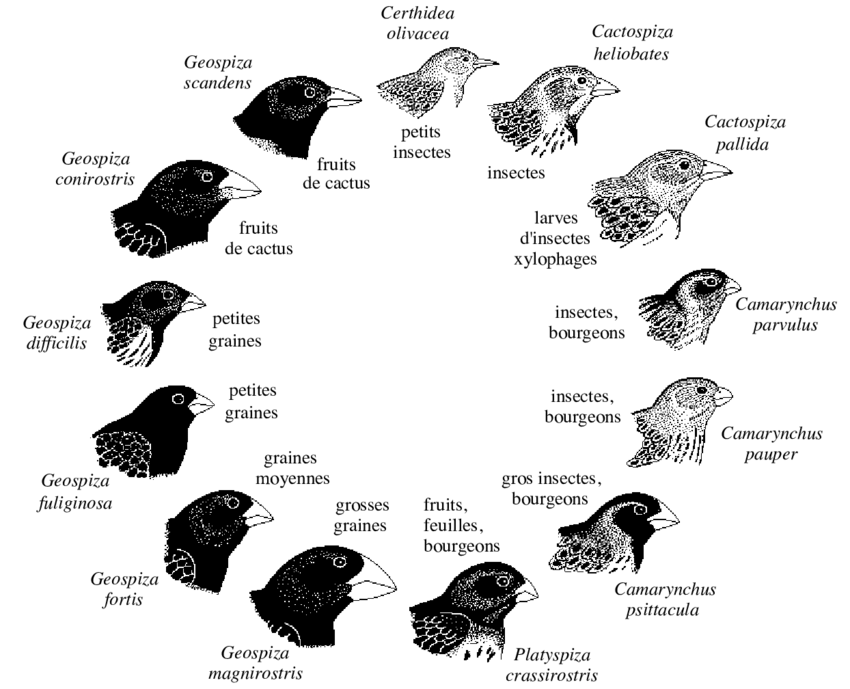 Certhidea
olivacea
petits
insectes
Cactospiza
heliobates
insectes
Cactospiza
pallida
larves
d'insectes
xylophages
Camarynchus
parvulus
insectes,
bourgeons
Camarynchus
pauper
insectes,
bourgeons
Camarynchus
psittacula
gros insectes,
bourgeons
Platyspiza
crassirostris
fruits,
feuilles,
bourgeons
Geospiza
magnirostris
grosses
graines
Geospiza
fortis
graines
moyennes
Geospiza
fuliginosa
petites
graines
Geospiza
difficilis
petites
graines
Geospiza
conirostris
fruits
de cactus
Geospiza
scandens
fruits
de cactus